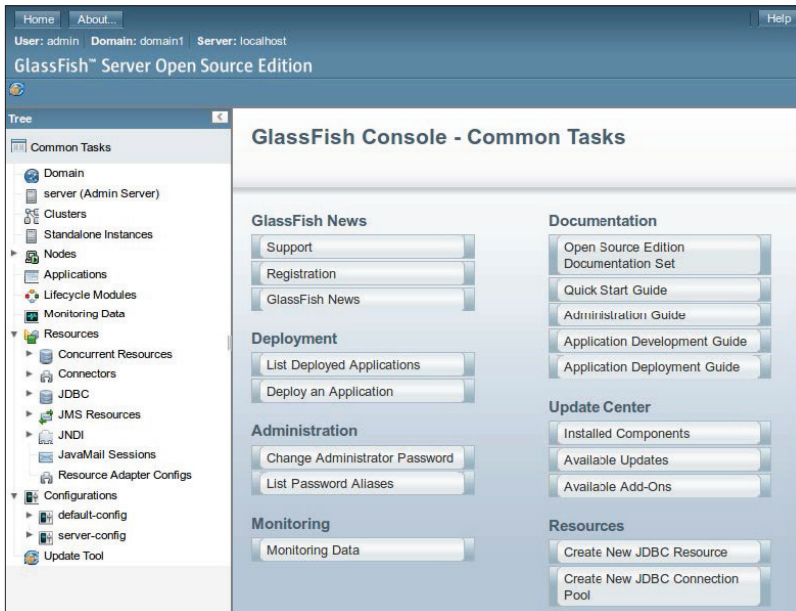 Home About...
Help
User: admin Domain: domain1 Server: localhost
GlassFish™ Server Open Source Edition
Tree
Common Tasks
Domain
server (Admin Server)
Clusters
Standalone Instances
Nodes
Applications
Lifecycle Modules
Monitoring Data
Resources
Concurrent Resources
Connectors
JDBC
JMS Resources
JNDI
JavaMail Sessions
Resource Adapter Configs
Configurations
default-config
server-config
Update Tool
GlassFish Console - Common Tasks
GlassFish News
Support
Registration
GlassFish News
Deployment
List Deployed Applications
Deploy an Application
Administration
Change Administrator Password
List Password Aliases
Monitoring
Monitoring Data
Documentation
Open Source Edition
Documentation Set
Quick Start Guide
Administration Guide
Application Development Guide
Application Deployment Guide
Update Center
Installed Components
Available Updates
Available Add-Ons
Resources
Create New JDBC Resource
Create New JDBC Connection
Pool